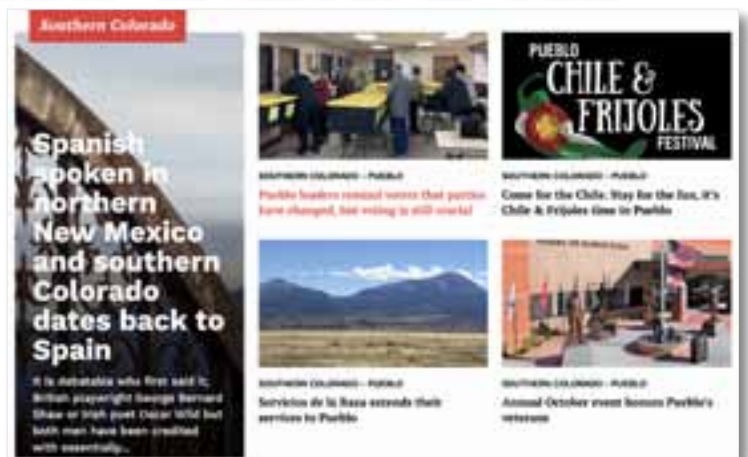 Southern Colorado
Spanish
spoken in
northern
New Mexico
and southern
Colorado
dates back to
Spain
It is debatable who first said it,
British playwright George Bernard
Shaw or Irish poet Oscar Wild but
both men have been credited
with essentially...
SOUTHERN COLORADO - PUEBLO
Pueblo leaders remind voters that parties
have changed, but voting is still crucial
PUEBLO
CHILE &
FRIJOLES
FESTIVAL
SOUTHERN COLORADO - PUEBLO
Come for the Chile. Stay for the fun, it's
Chile & Frijoles time in Pueblo
SOUTHERN COLORADO - PUEBLO
Servicios de la Raza extends their
services to Pueblo
SOUTHERN COLORADO - PUEBLO
Annual October event honors Pueblo's
veterans